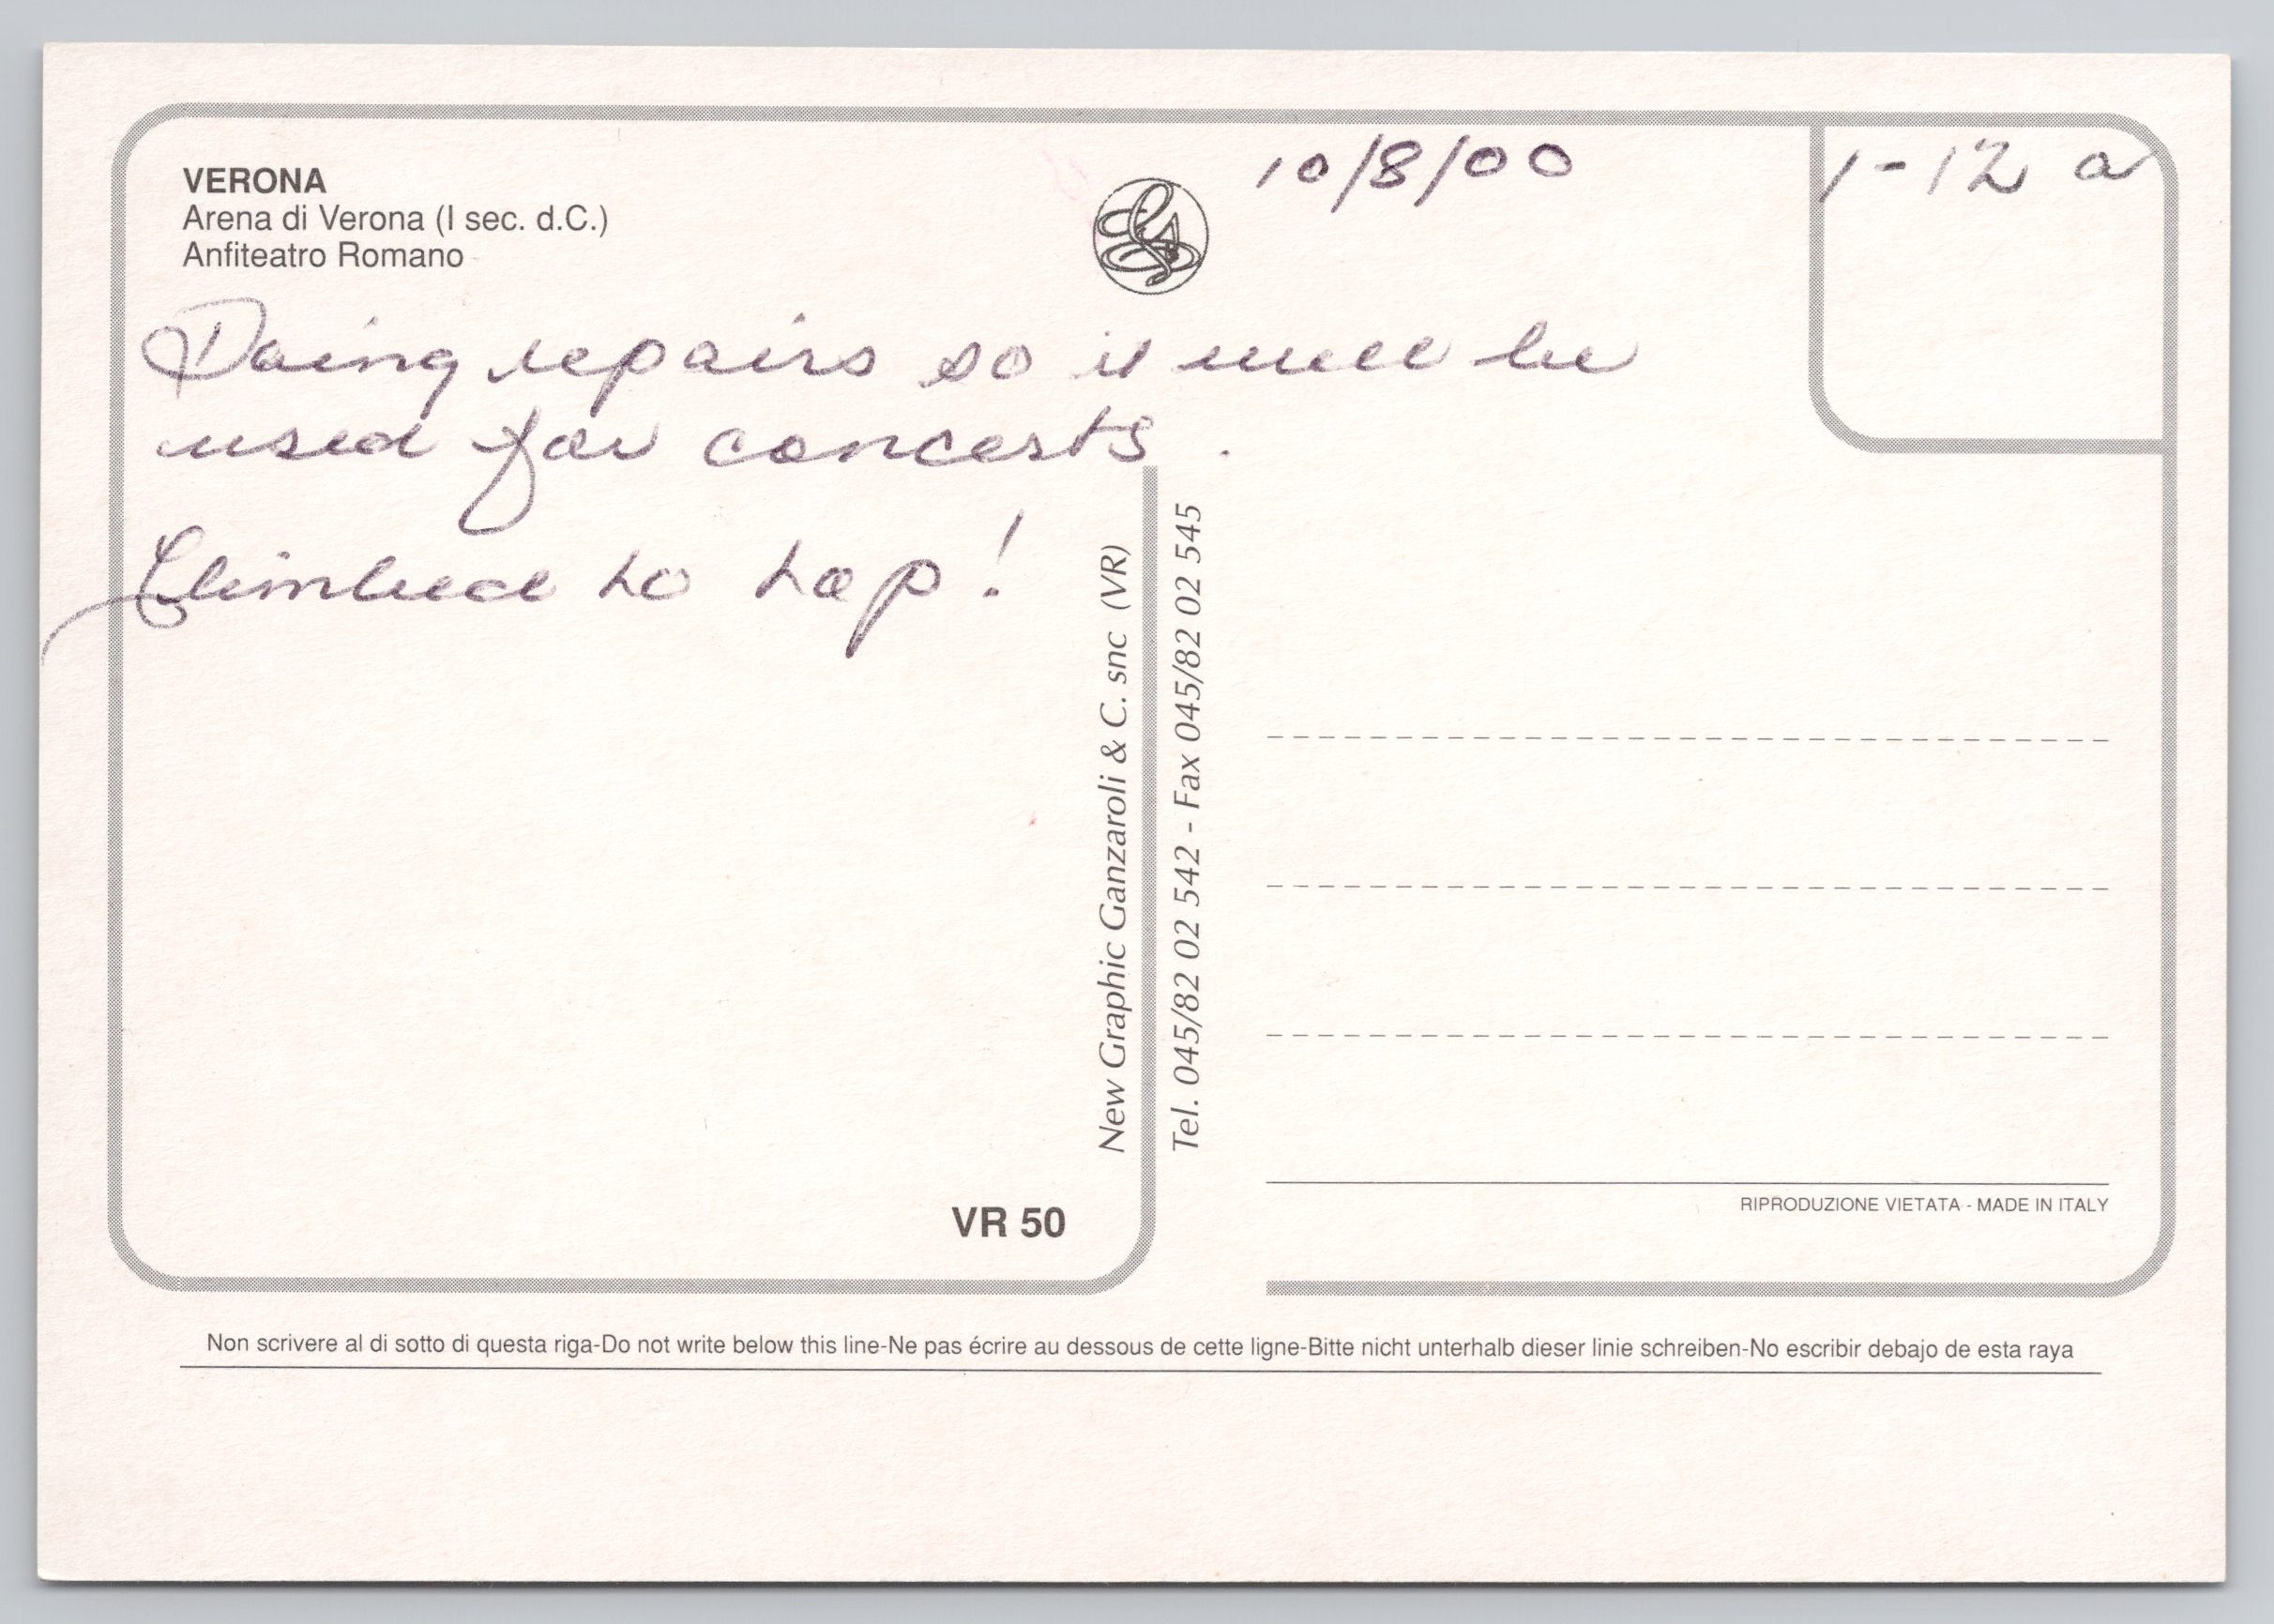 VERONA
Arena di Verona (I sec. d.C.)
Anfiteatro Romano
10/8/00
1-12 a
Doing repairs so it will be
used for concerts.
Climbed to top!
New Graphic Ganzaroli & C. snc (VR)
Tel. 045/82 02 542 - Fax 045/82 02 545
VR 50
RIPRODUZIONE VIETATA - MADE IN ITALY
Non scrivere al di sotto di questa riga-Do not write below this line-Ne pas écrire au dessous de cette ligne-Bitte nicht unterhalb dieser linie schreiben-No escribir debajo de esta raya